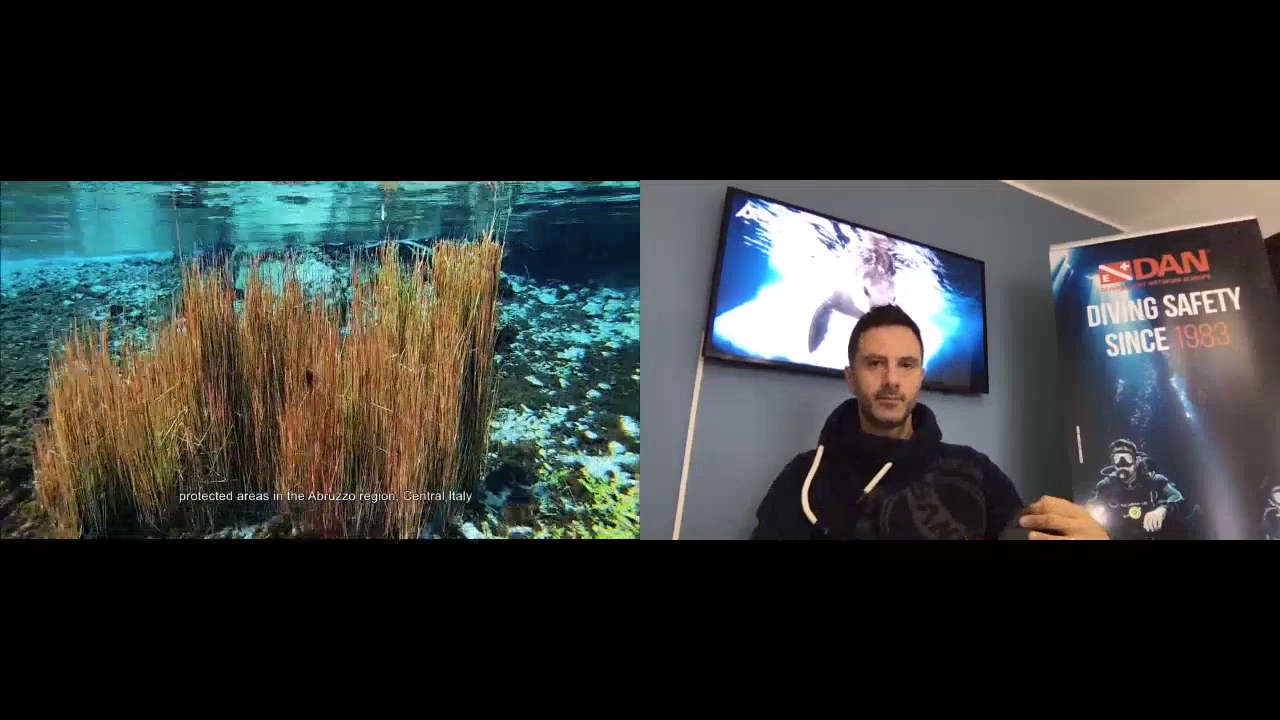 protected areas in the Abruzzo region, Central Italy
DAN
DIVING SAFETY
SINCE 1983